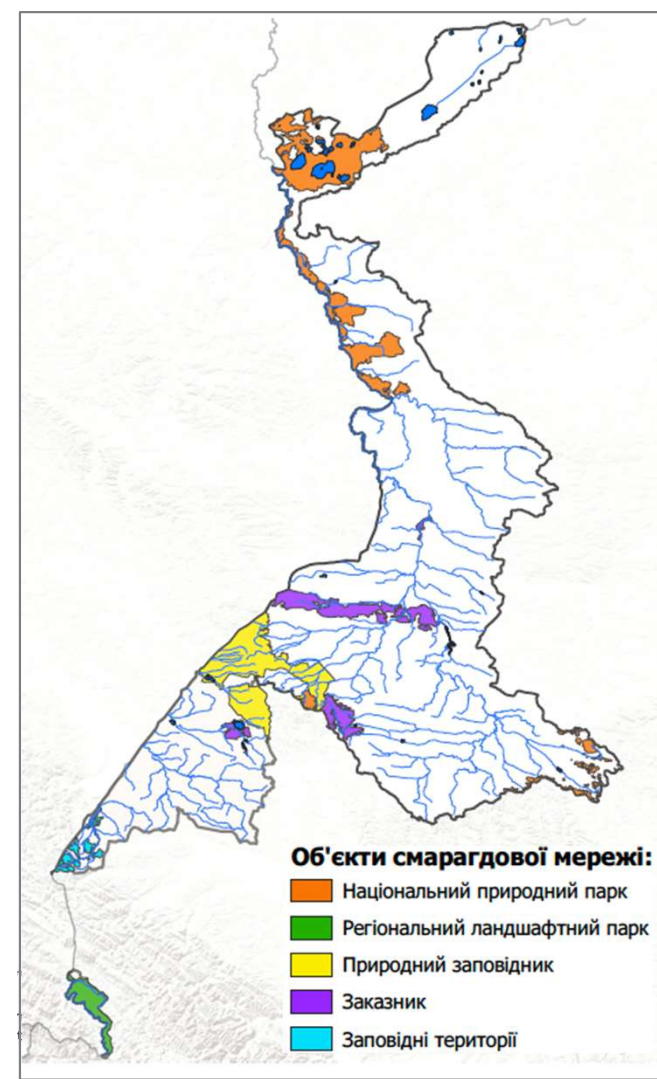 Об'єкти смарагдової мережі:
Національний природний парк
Регіональний ландшафтний парк
Природний заповідник
Заказник
Заповідні території